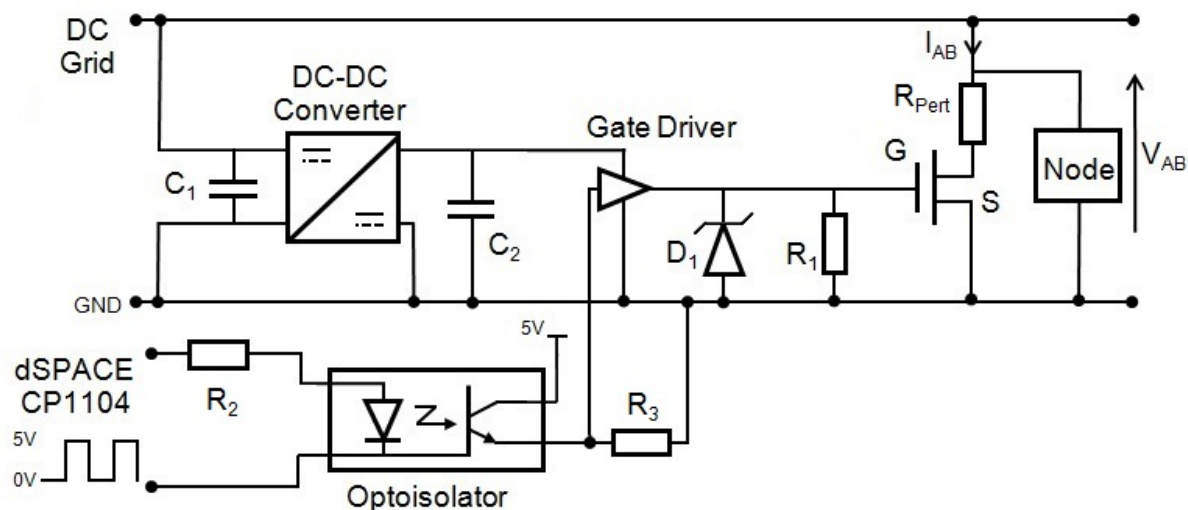 DC
Grid
DC-DC
Converter
C1
C2
Gate Driver
D1
R1
G
S
IAB
RPert
Node
VAB
GND
dSPACE
CP1104
5V
0V
R2
5V
R3
Optoisolator